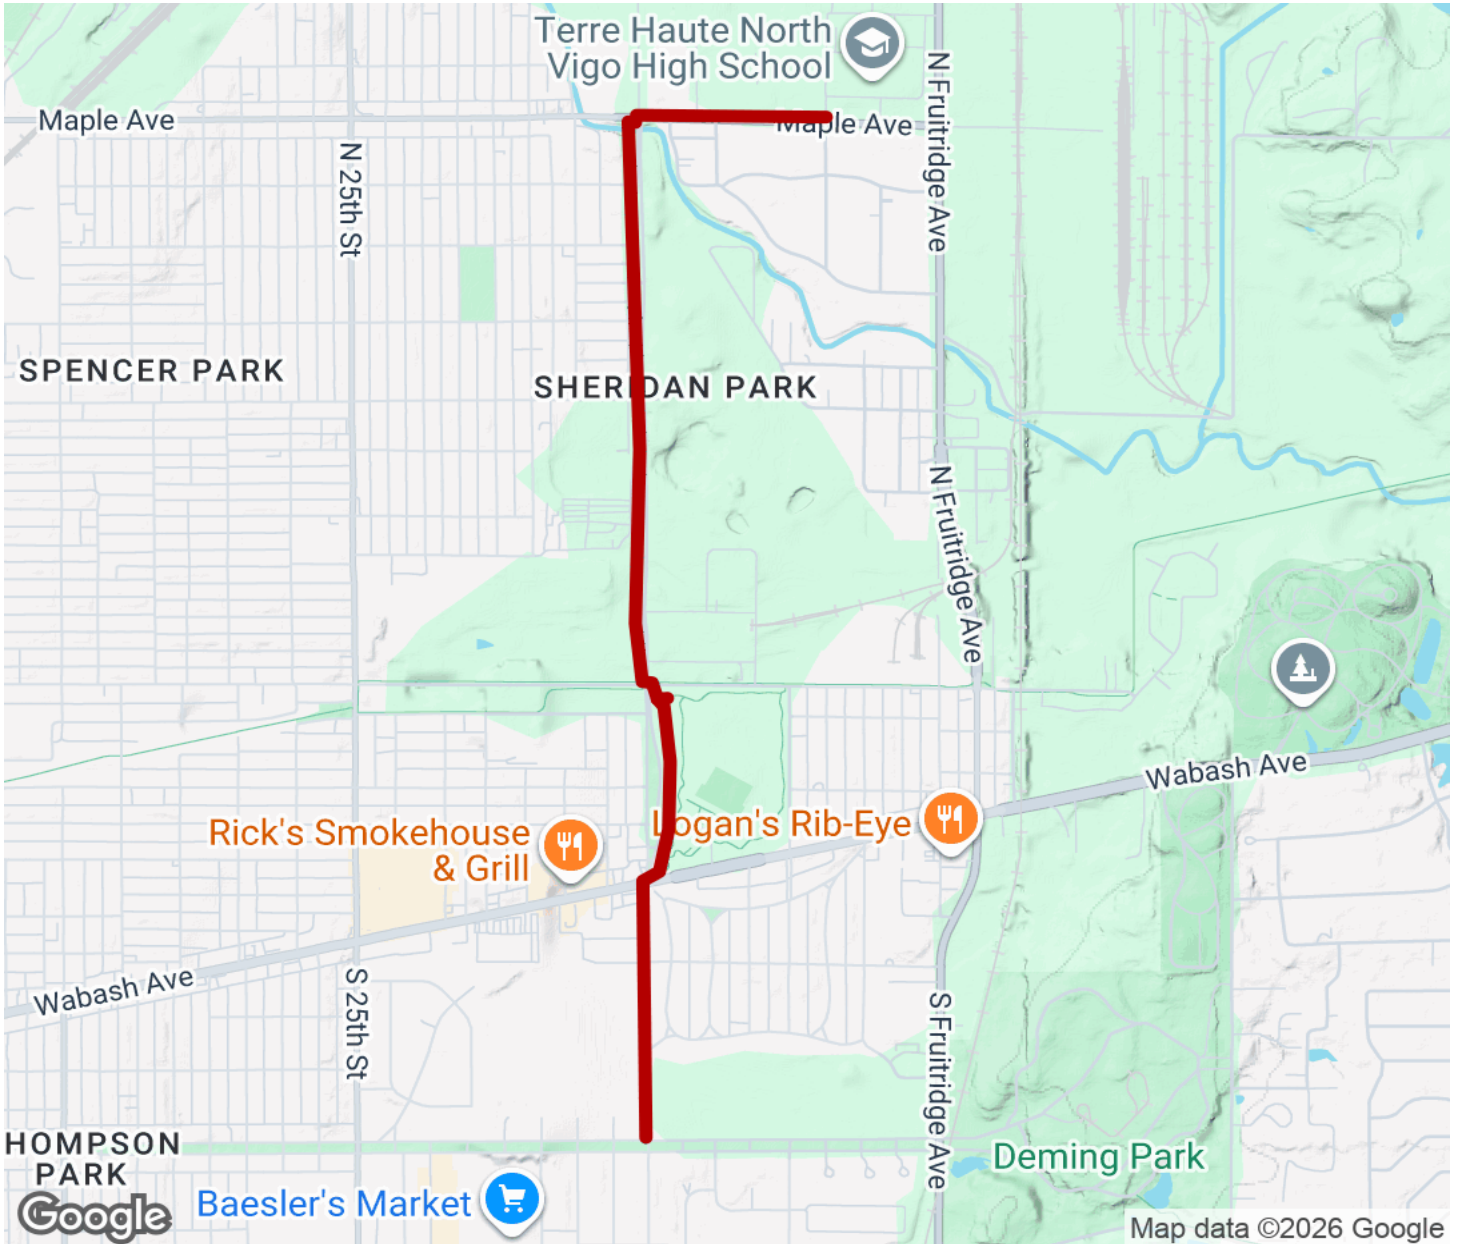 Terre Haute North
Vigo High School
Maple Ave
Maple Ave
N Fruitridge Ave
N 25th St
SPENCER PARK
SHERIDAN PARK
N Fruitridge Ave
Wabash Ave
Rick's Smokehouse
& Grill
Logan's Rib-Eye
Wabash Ave
S 25th St
S Fruitridge Ave
HOMPSON
PARK
Deming Park
Baesler's Market
Google
Map data ©2026 Google